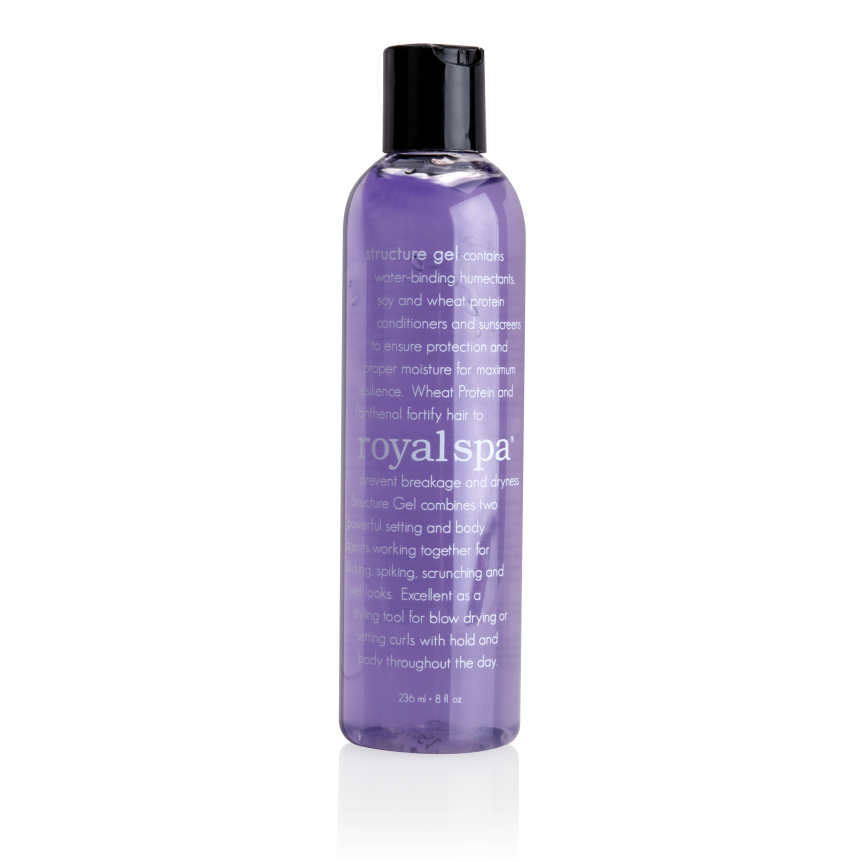 structure gel contains
water-binding humectants,
soy and wheat protein
conditioners and sunscreens
to ensure protection and
proper moisture for maximum
resilience. Wheat Protein and
Panthenol fortify hair to
royal spa®
prevent breakage and dryness
Structure Gel combines two
powerful setting and body
agents working together for
slicking, spiking, scrunching and
wet looks. Excellent as a
styling tool for blow drying or
setting curls with hold and
body throughout the day.
236 ml • 8 fl. oz